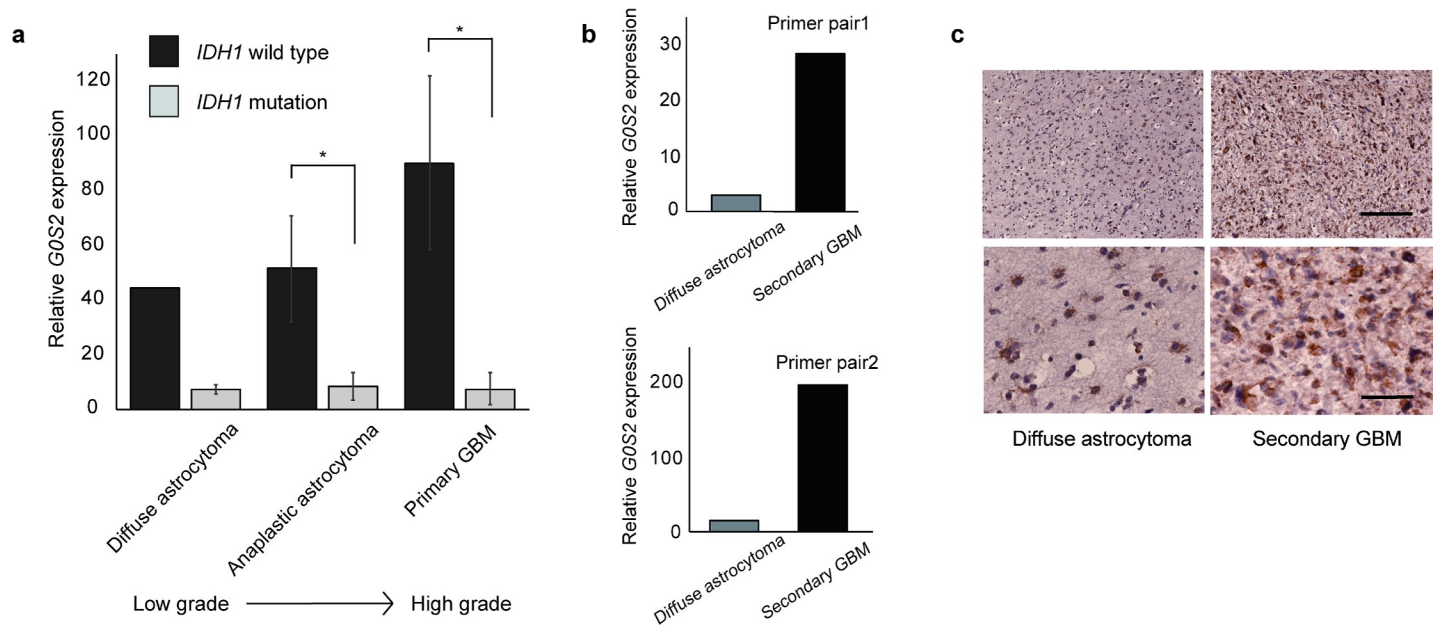 a
IDH1 wild type
IDH1 mutation
Relative G0S2 expression
120
100
80
60
40
20
0
*
*
Diffuse astrocytoma
Anaplastic astrocytoma
Primary GBM
Low grade
High grade
b
Primer pair1
Relative G0S2 expression
30
20
10
0
Diffuse astrocytoma
Secondary GBM
Primer pair2
Relative G0S2 expression
200
100
0
Diffuse astrocytoma
Secondary GBM
c
Diffuse astrocytoma
Secondary GBM